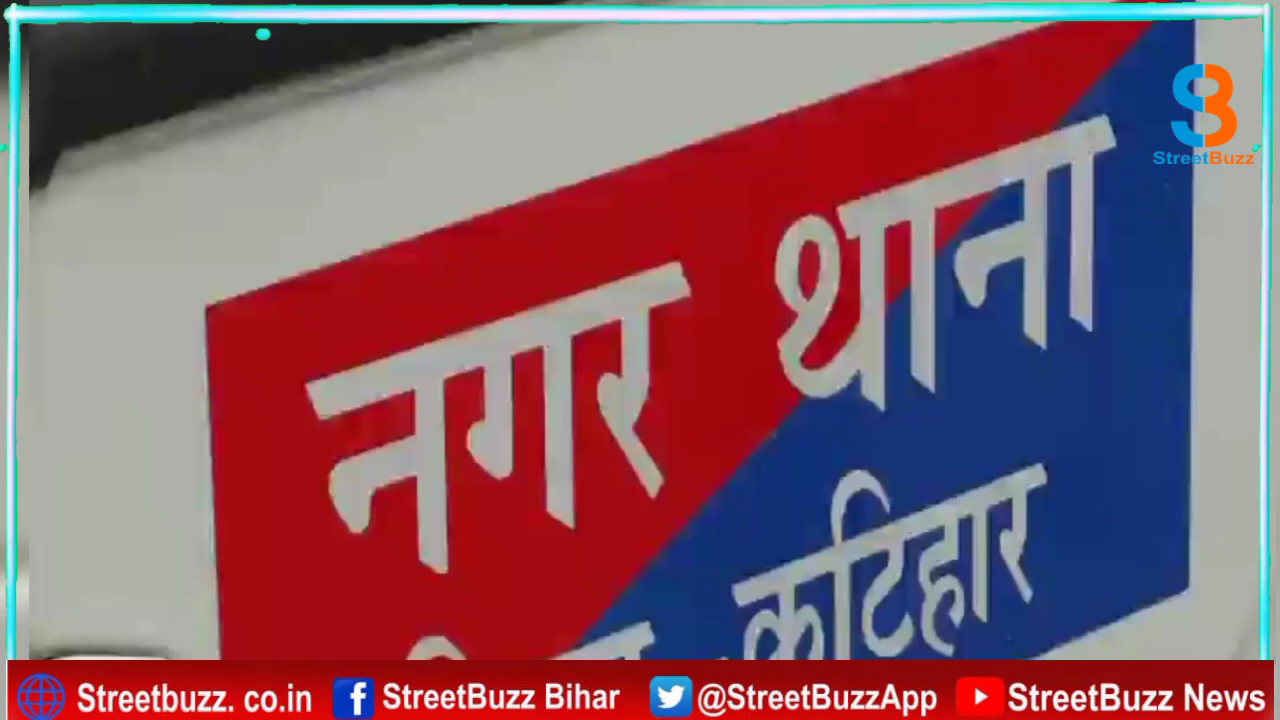 StreetBuzz
नगर थाना
कटिहार
Streetbuzz. co.in StreetBuzz Bihar @StreetBuzzApp StreetBuzz News